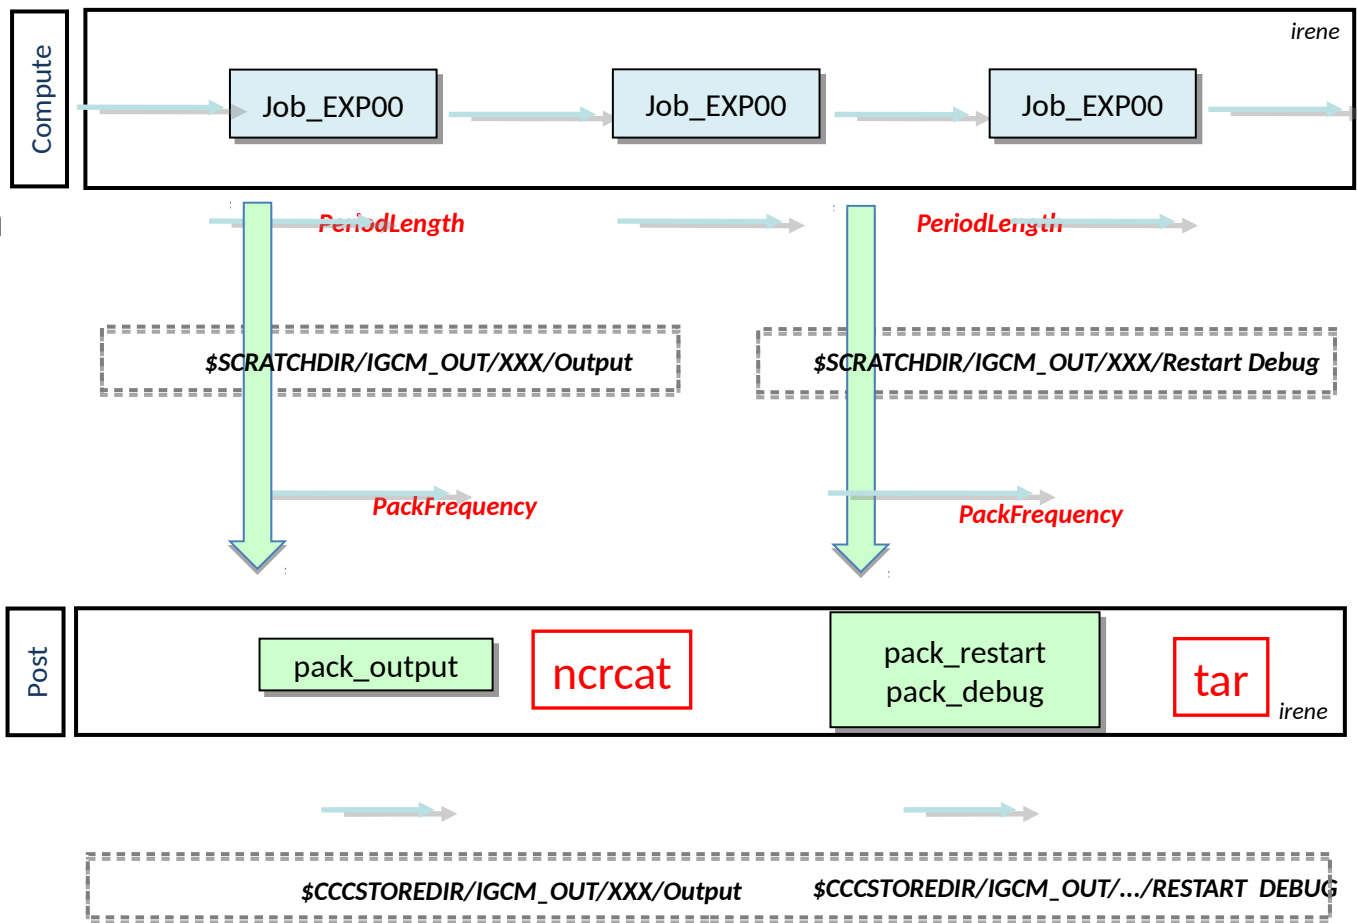 irene
Compute
Job_EXP00
Job_EXP00
Job_EXP00
PeriodLength
PeriodLength
$SCRATCHDIR/IGCM_OUT/XXX/Output
$SCRATCHDIR/IGCM_OUT/XXX/Restart Debug
PackFrequency
PackFrequency
Post
pack_output
ncrcat
pack_restart
pack_debug
tar
irene
$CCCSTOREDIR/IGCM_OUT/XXX/Output
$CCCSTOREDIR/IGCM_OUT/.../RESTART DEBUG